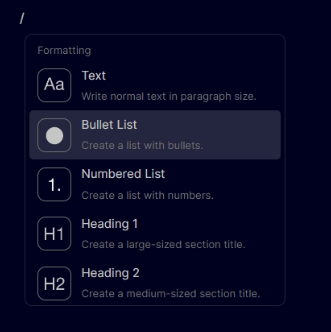 /
Formatting
Aa
Text
Write normal text in paragraph size.
Bullet List
Create a list with bullets.
1.
Numbered List
Create a list with numbers.
H1
Heading 1
Create a large-sized section title.
H2
Heading 2
Create a medium-sized section title.